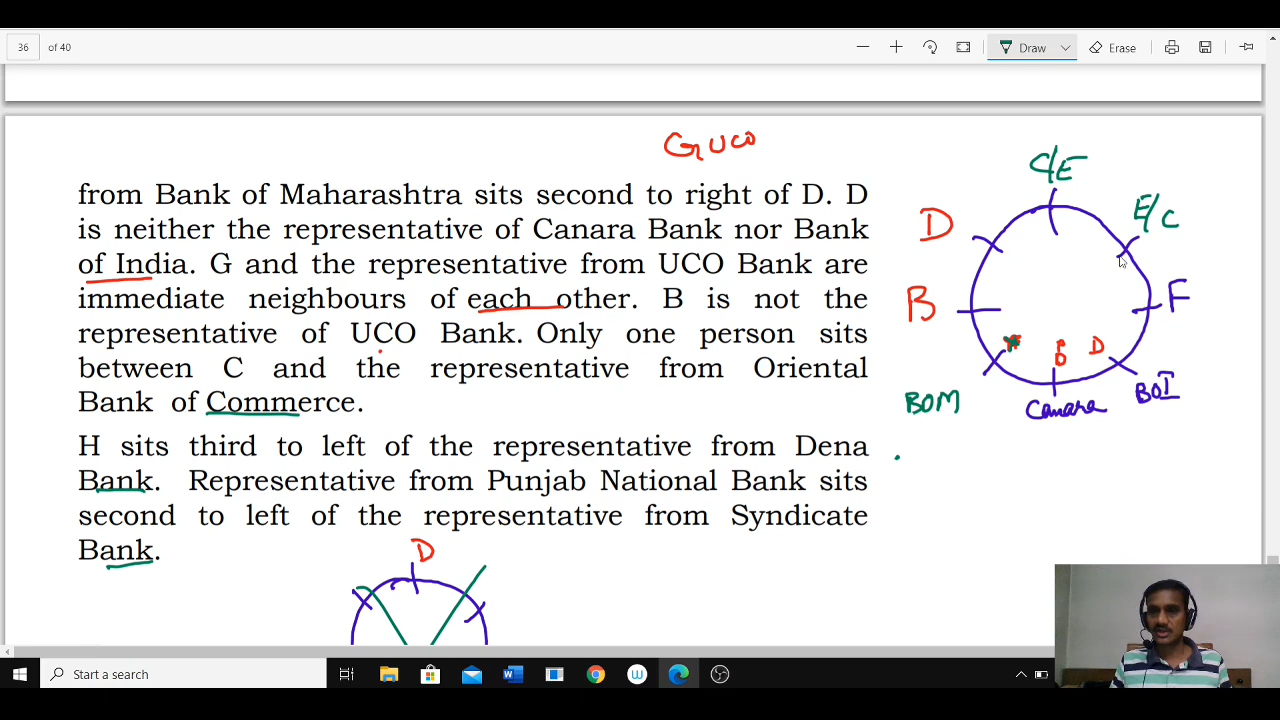 36 of 40
Draw
Erase
G UCO
from Bank of Maharashtra sits second to right of D. D
is neither the representative of Canara Bank nor Bank
of India. G and the representative from UCO Bank are
immediate neighbours of each other. B is not the
representative of UCO Bank. Only one person sits
between C and the representative from Oriental
Bank of Commerce.
H sits third to left of the representative from Dena
Bank. Representative from Punjab National Bank sits
second to left of the representative from Syndicate
Bank.
C/E
D
E/C
B
F
D
BOM
Canara
BOI
D
Start a search